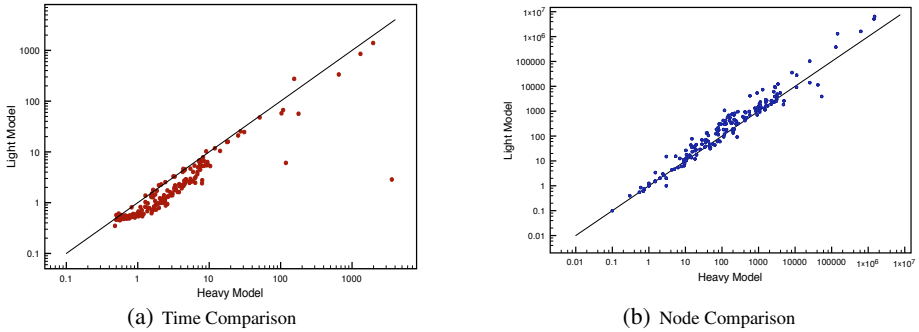 1000
100
10
1
0.1
Light Model
0.1 1 10 100 1000
Heavy Model
(a) Time Comparison
1×10⁷
1×10⁶
100000
10000
1000
100
10
1
0.1
0.01
Light Model
0.01 0.1 1 10 100 1000 10000 100000 1×10⁶ 1×10⁷
Heavy Model
(b) Node Comparison